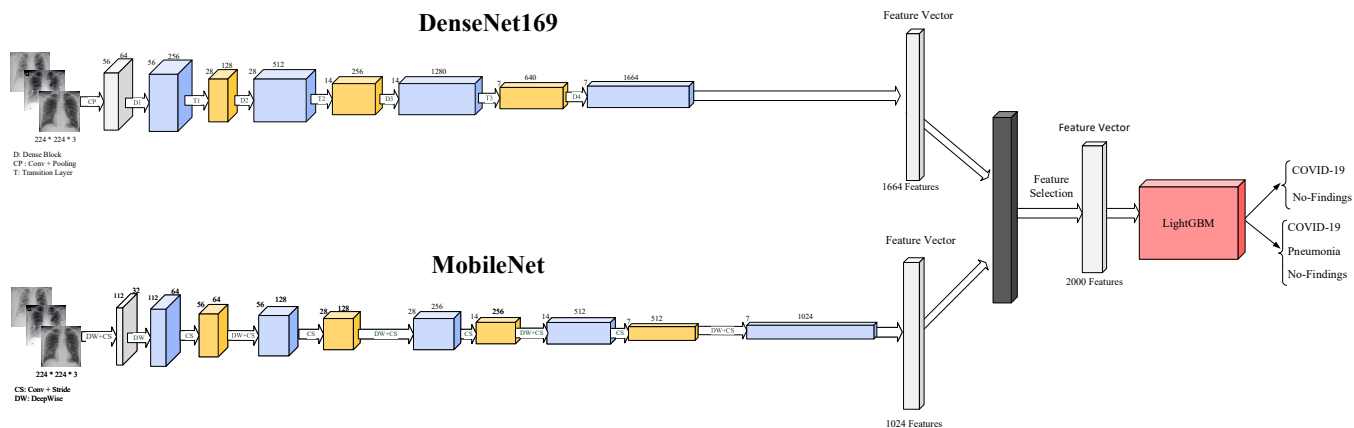 DenseNet169
Feature Vector
56
64
56
256
28
128
28
512
14
256
14
1280
7
640
7
1664
CP
D1
T1
D2
T2
D3
T3
D4
224 * 224 * 3
D: Dense Block
CP : Conv + Pooling
T: Transition Layer
1664 Features
Feature Vector
Feature
Selection
2000 Features
LightGBM
COVID-19
No-Findings
COVID-19
Pneumonia
No-Findings
MobileNet
Feature Vector
112
32
112
64
56
64
56
128
28
128
28
256
14
256
14
512
7
512
7
1024
DW+CS
DW
CS
DW+CS
CS
DW+CS
CS
DW+CS
CS
DW+CS
224 * 224 * 3
CS: Conv + Stride
DW: DeepWise
1024 Features